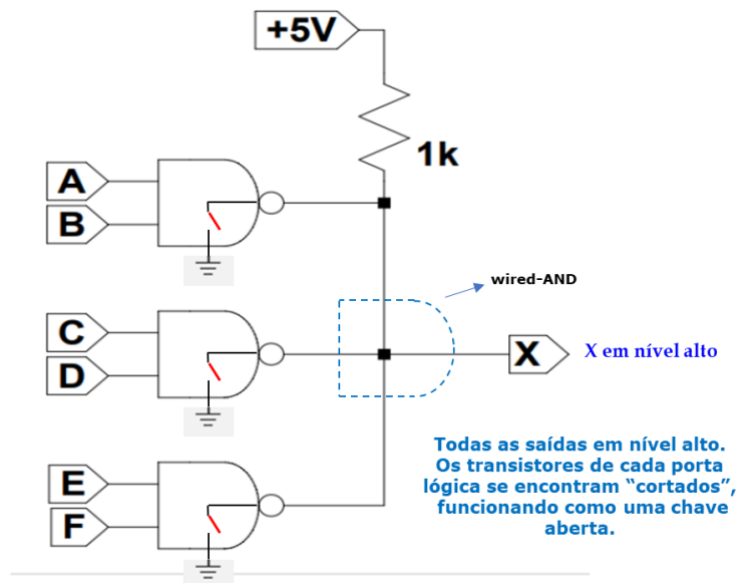 +5V
1k
A
B
wired-AND
C
D
X
X em nível alto
Todas as saídas em nível alto.
Os transistores de cada porta
lógica se encontram “cortados”,
funcionando como uma chave
aberta.
E
F